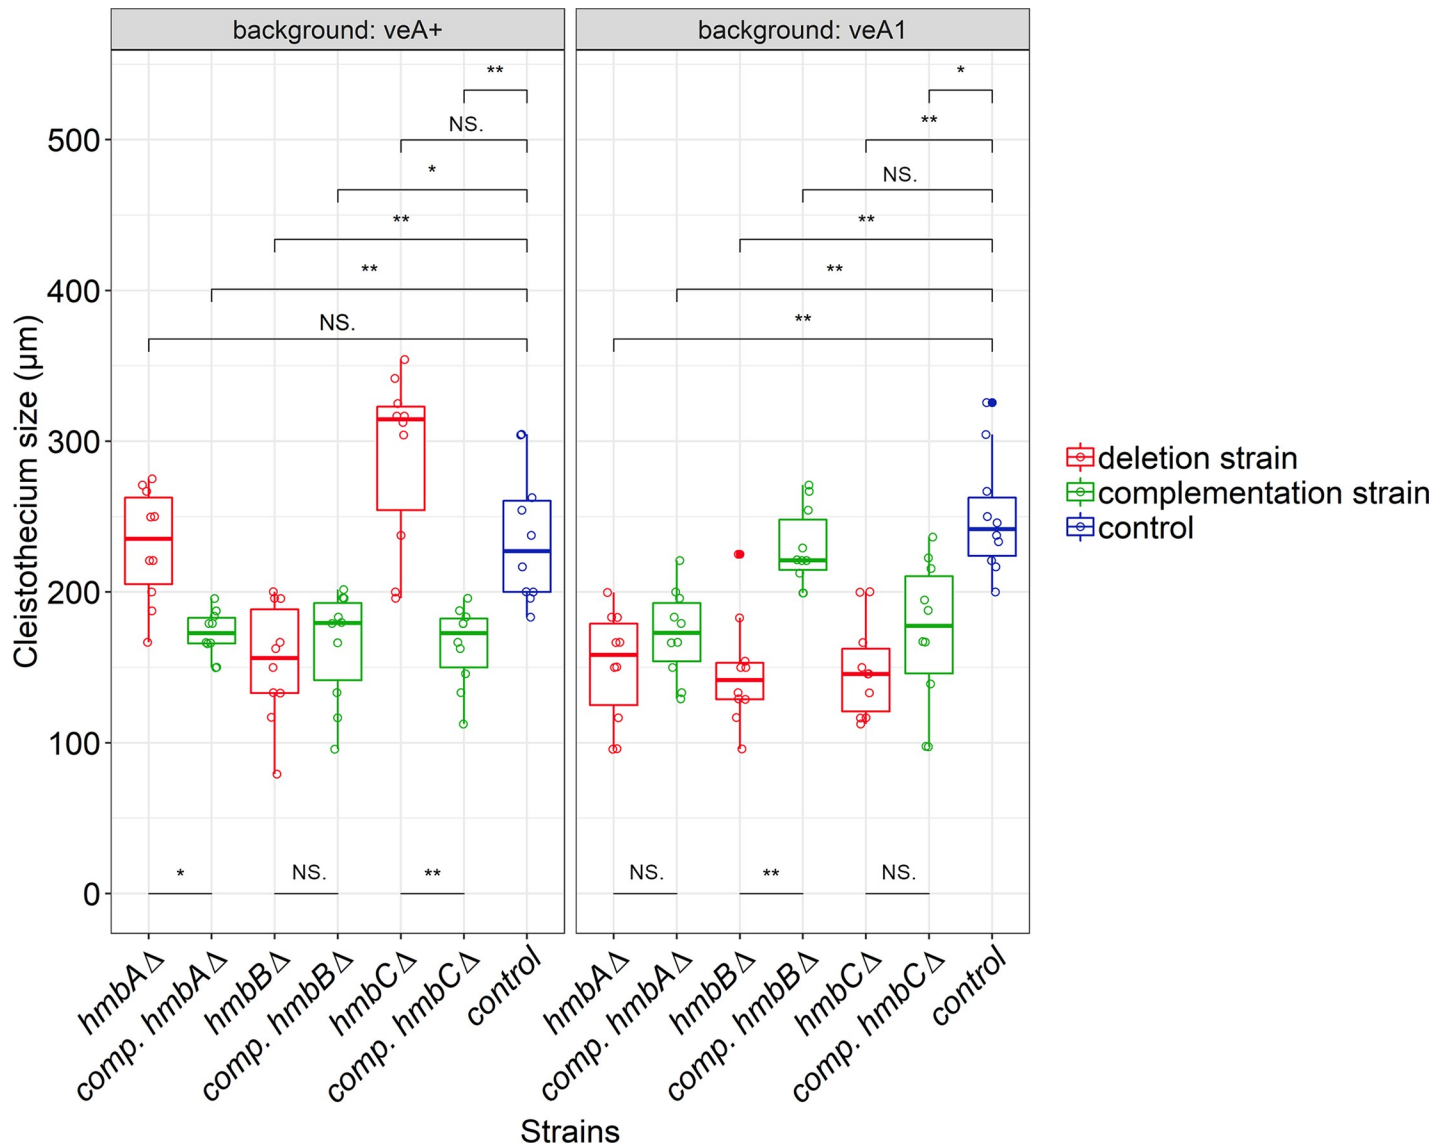 background: veA+
background: veA1
**
NS.
*
**
**
NS.
*
**
NS.
**
**
**
Cleistothecium size (μm)
500
400
300
200
100
0
*
NS.
**
NS.
**
NS.
hmbAΔ
comp. hmbAΔ
hmbBΔ
comp. hmbBΔ
hmbCΔ
comp. hmbCΔ
control
hmbAΔ
comp. hmbAΔ
hmbBΔ
comp. hmbBΔ
hmbCΔ
comp. hmbCΔ
control
Strains
deletion strain
complementation strain
control